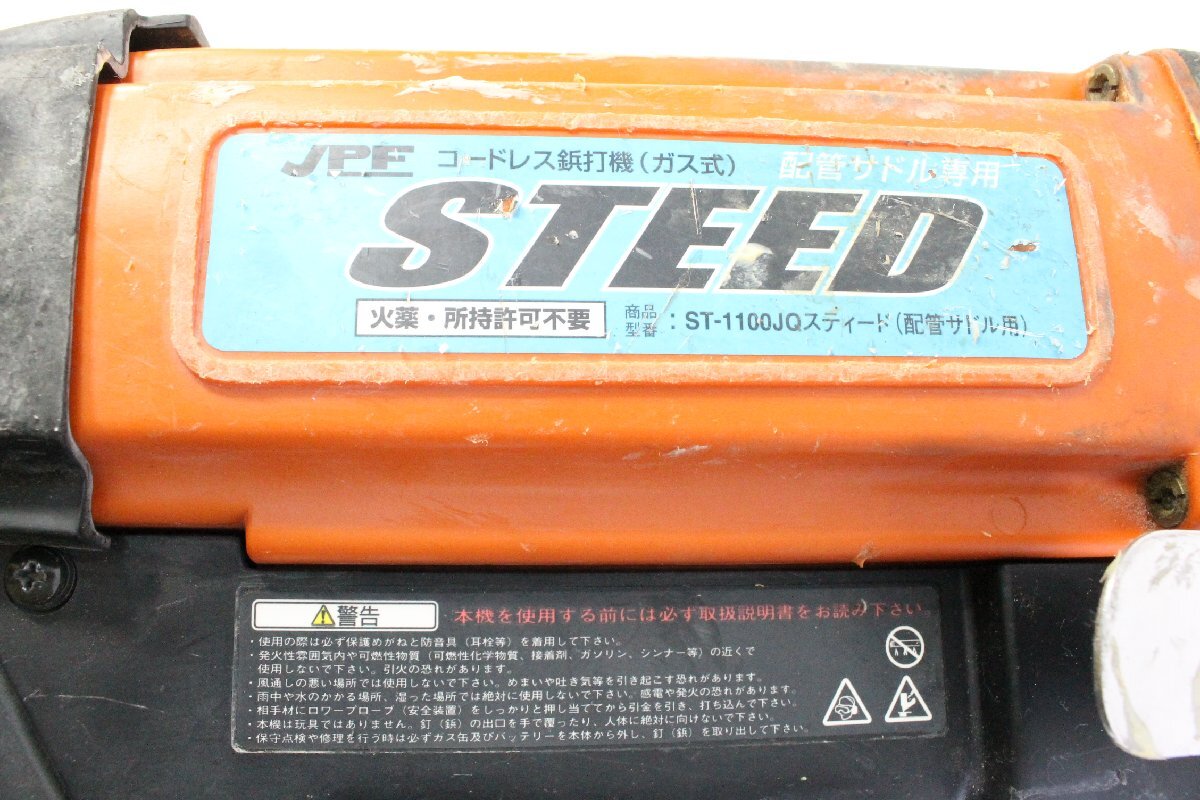 JPF コードレス鋲打機(ガス式) 配管サドル専用
STEED
火薬・所持許可不要 商品型番:ST-1100JQスティード(配管サドル用)
警告 本機を使用する前には必ず取扱説明書をお読み下さい。
・使用の際は必ず保護めがねと防音具(耳栓等)を着用して下さい。
・発火性雰囲気内や可燃性物質(可燃性化学物質、接着剤、ガソリン、シンナー等)の近くで
使用しないで下さい。引火の恐れがあります。
・風通しの悪い場所では使用しないで下さい。めまいや吐き気等を引き起こす恐れがあります。
・雨中や水のかかる場所、湿った場所では絶対に使用しないで下さい。感電や発火の恐れがあります。
・相手材にロワープローブ(安全装置)をしっかりと押し当ててから引金を引き、打ち込んで下さい。
・本機は玩具ではありません。釘(鋲)の出口を手で覆ったり、人体に絶対に向けないで下さい。
・保守点検や修理を行う時は必ずガス缶及びバッテリーを本体から外し、釘(鋲)を取り出して下さい。